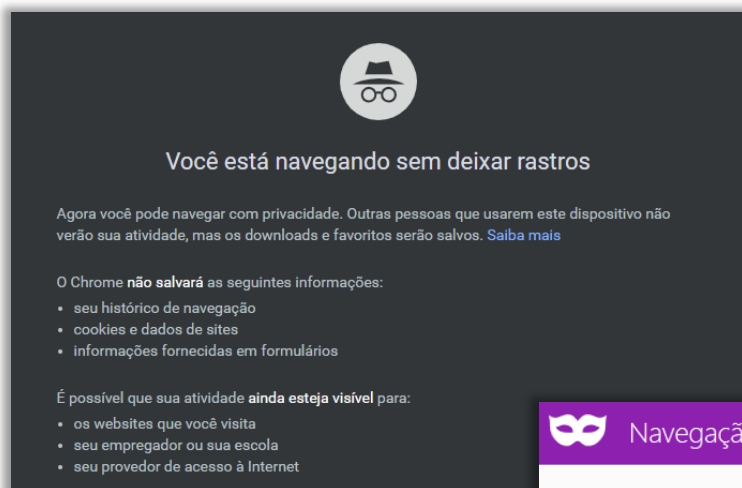 Você está navegando sem deixar rastros
Agora você pode navegar com privacidade. Outras pessoas que usarem este dispositivo não
verão sua atividade, mas os downloads e favoritos serão salvos. Saiba mais
O Chrome não salvará as seguintes informações:
• seu histórico de navegação
• cookies e dados de sites
• informações fornecidas em formulários
É possível que sua atividade ainda esteja visível para:
• os websites que você visita
• seu empregador ou sua escola
• seu provedor de acesso à Internet
Navegaçã